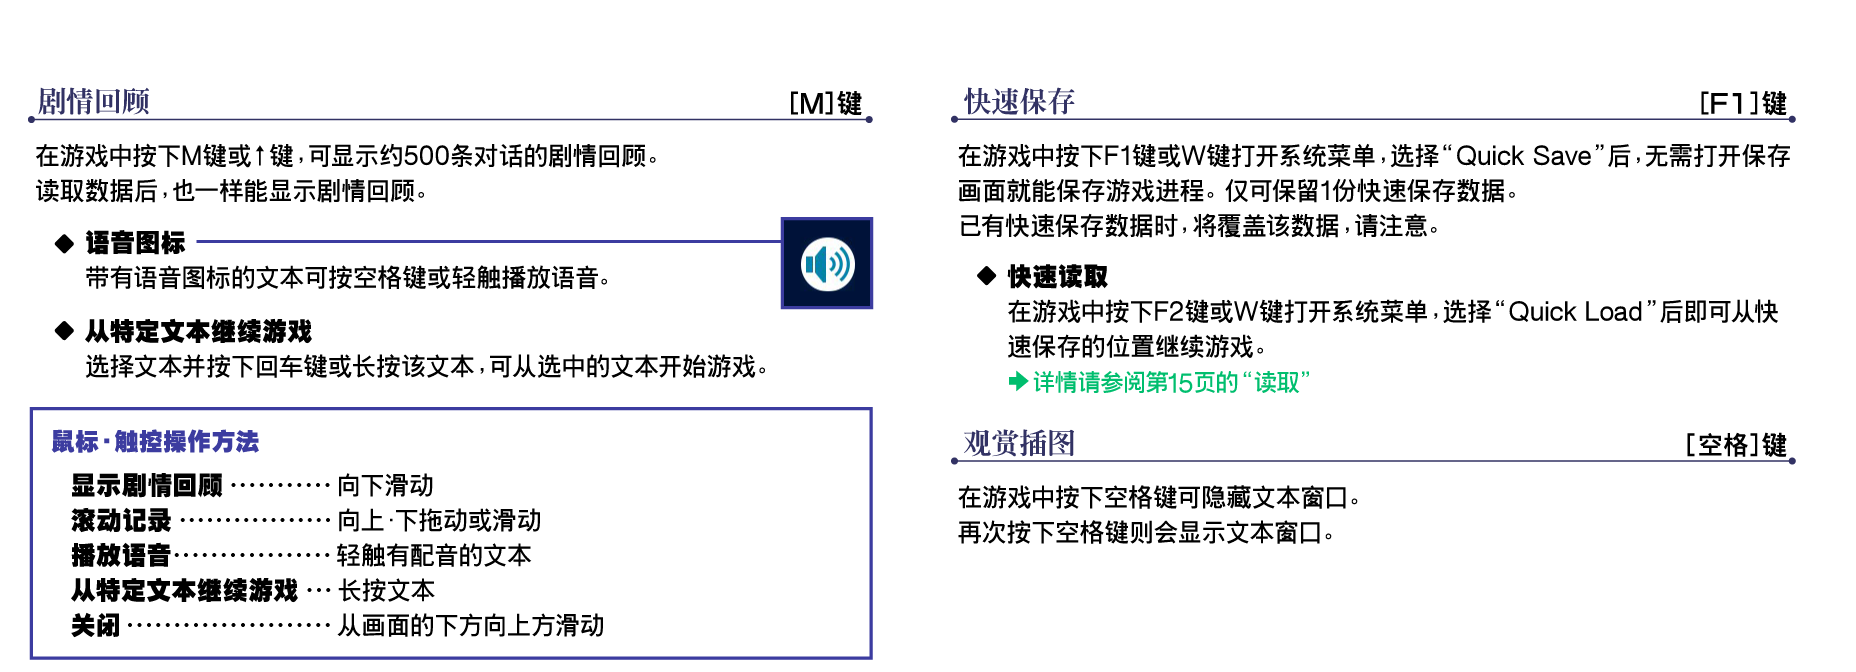 剧情回顾 [M]键
在游戏中按下M键或↑键，可显示约500条对话的剧情回顾。
读取数据后，也一样能显示剧情回顾。
◆ 语音图标
带有语音图标的文本可按空格键或轻触播放语音。
◆ 从特定文本继续游戏
选择文本并按下回车键或长按该文本，可从选中的文本开始游戏。
鼠标·触控操作方法
显示剧情回顾 ⋯⋯⋯⋯ 向下滑动
滚动记录 ⋯⋯⋯⋯⋯⋯ 向上·下拖动或滑动
播放语音⋯⋯⋯⋯⋯⋯ 轻触有配音的文本
从特定文本继续游戏 ⋯ 长按文本
关闭 ⋯⋯⋯⋯⋯⋯⋯⋯ 从画面的下方向上方滑动
快速保存 [F1]键
在游戏中按下F1键或W键打开系统菜单，选择“Quick Save”后，无需打开保存
画面就能保存游戏进程。仅可保留1份快速保存数据。
已有快速保存数据时，将覆盖该数据，请注意。
◆ 快速读取
在游戏中按下F2键或W键打开系统菜单，选择“Quick Load”后即可从快
速保存的位置继续游戏。
➡详情请参阅第15页的“读取”
观赏插图 [空格]键
在游戏中按下空格键可隐藏文本窗口。
再次按下空格键则会显示文本窗口。